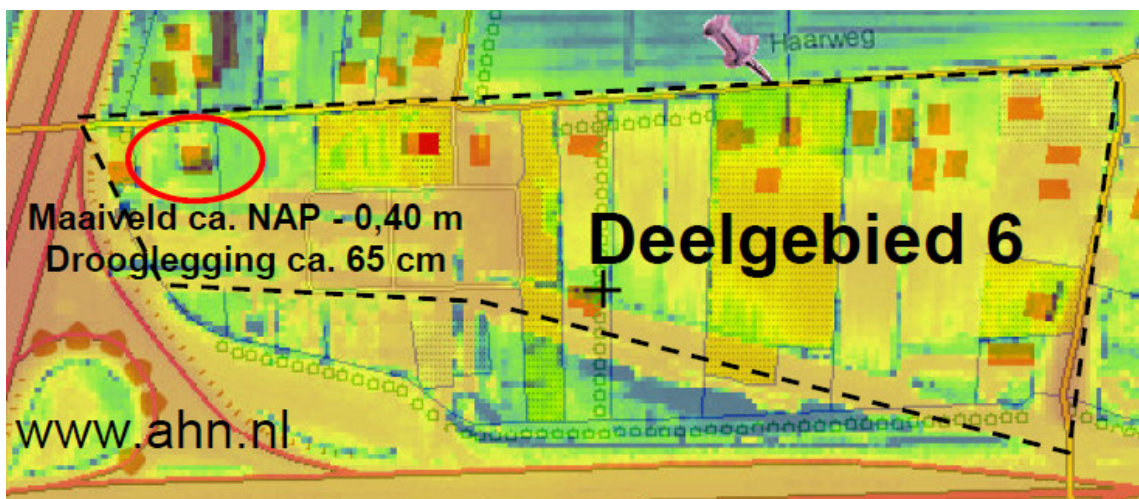 Haarweg
Maaiveld ca. NAP - 0,40 m
Drooglegging ca. 65 cm
Deelgebied 6
www.ahn.nl